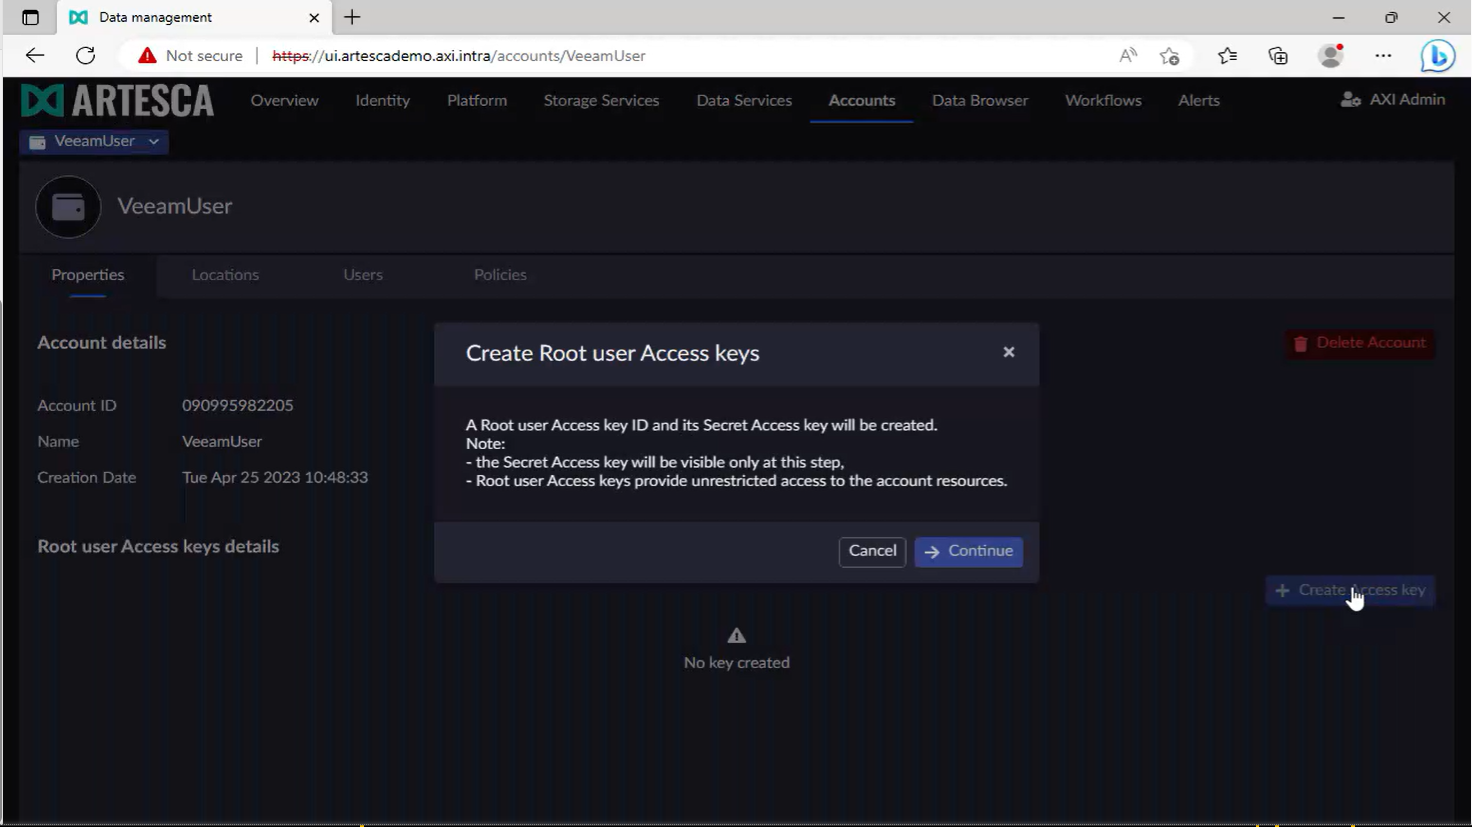 Data management
Not secure
https://ui.artescademo.axi.intra/accounts/VeeamUser
ARTESCA
Overview
Identity
Platform
Storage Services
Data Services
Accounts
Data Browser
Workflows
Alerts
AXI Admin
VeeamUser
VeeamUser
Properties
Locations
Users
Policies
Account details
Delete Account
Account ID 090995982205
Name VeeamUser
Creation Date Tue Apr 25 2023 10:48:33
Root user Access keys details
Create Root user Access keys
A Root user Access key ID and its Secret Access key will be created.
Note:
- the Secret Access key will be visible only at this step,
- Root user Access keys provide unrestricted access to the account resources.
Cancel
Continue
Create Access key
No key created